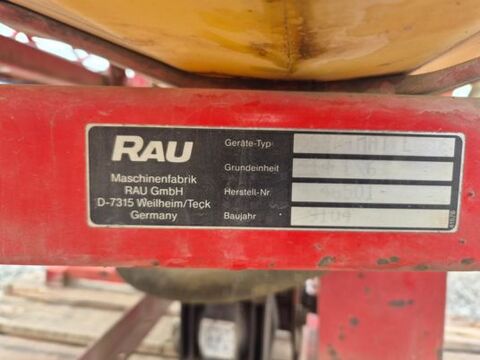 RAU
Maschinenfabrik
RAU GmbH
D-7315 Weilheim/Teck
Germany
Geräte-Typ
Grundeinheit
Herstell-Nr.
Baujahr